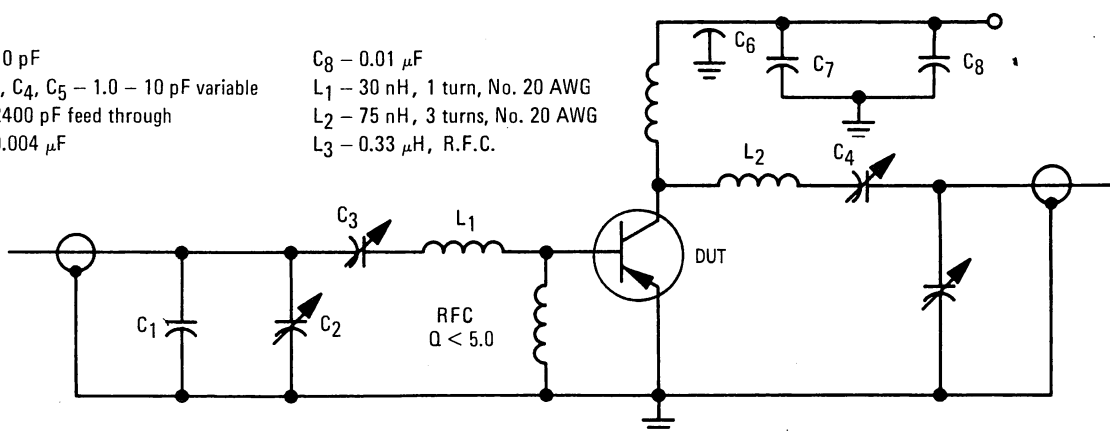 0 pF
, C4, C5 – 1.0 – 10 pF variable
2400 pF feed through
0.004 μF
C8 – 0.01 μF
L1 – 30 nH, 1 turn, No. 20 AWG
L2 – 75 nH, 3 turns, No. 20 AWG
L3 – 0.33 μH, R.F.C.
C6
C7
C8
L2
C4
C3
L1
DUT
C1
C2
RFC
Q < 5.0